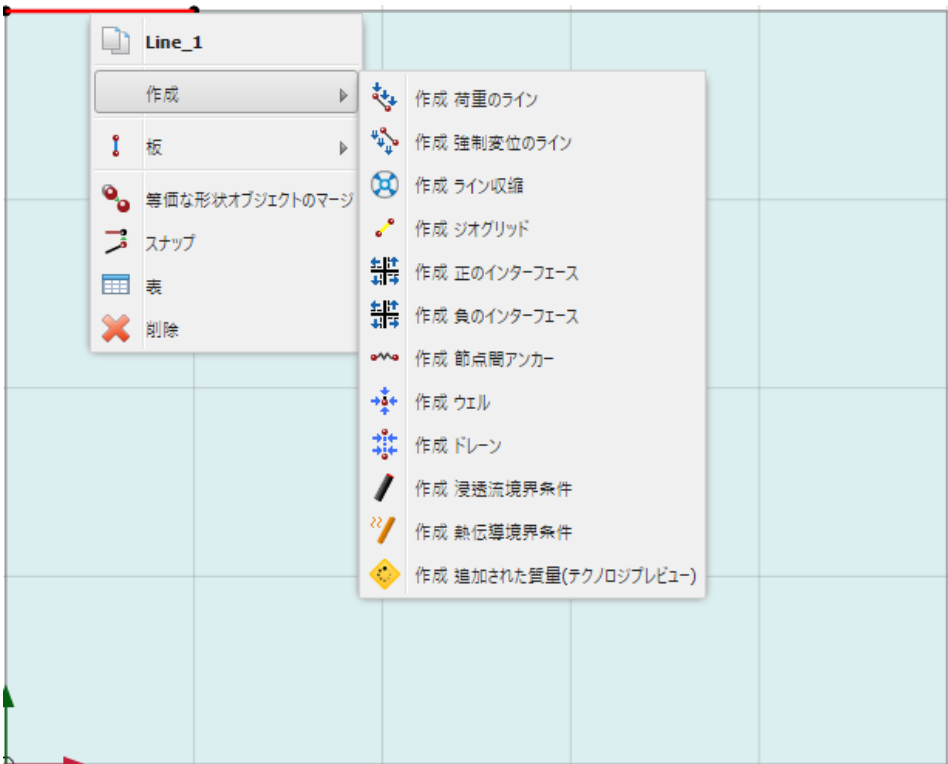 Line_1
作成
板
等価な形状オブジェクトのマージ
スナップ
表
削除
作成 荷重のライン
作成 強制変位のライン
作成 ライン収縮
作成 ジオグリッド
作成 正のインターフェース
作成 負のインターフェース
作成 節点間アンカー
作成 ウエル
作成 ドレーン
作成 浸透流境界条件
作成 熱伝導境界条件
作成 追加された質量(テクノロジプレビュー)